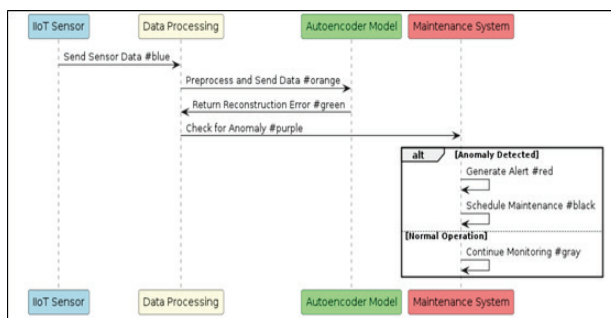 IIoT Sensor
Data Processing
Autoencoder Model
Maintenance System
Send Sensor Data #blue
Preprocess and Send Data #orange
Return Reconstruction Error #green
Check for Anomaly #purple
alt [Anomaly Detected]
Generate Alert #red
Schedule Maintenance #black
[Normal Operation]
Continue Monitoring #gray
IIoT Sensor
Data Processing
Autoencoder Model
Maintenance System